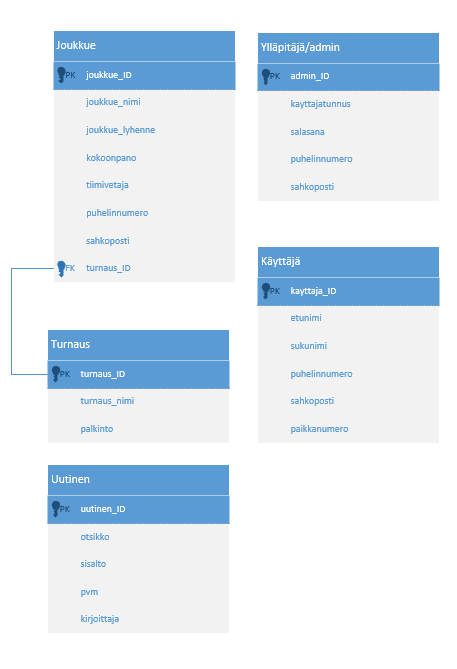 Joukkue
PK joukkue_ID
joukkue_nimi
joukkue_lyhenne
kokoonpano
tiimivetaja
puhelinnumero
sahkoposti
FK turnaus_ID
Turnaus
PK turnaus_ID
turnaus_nimi
palkinto
Uutinen
PK uutinen_ID
otsikko
sisalto
pvm
kirjoittaja
Ylläpitäjä/admin
PK admin_ID
kayttajatunnus
salasana
puhelinnumero
sahkoposti
Käyttäjä
PK kayttaja_ID
etunimi
sukunimi
puhelinnumero
sahkoposti
paikkanumero